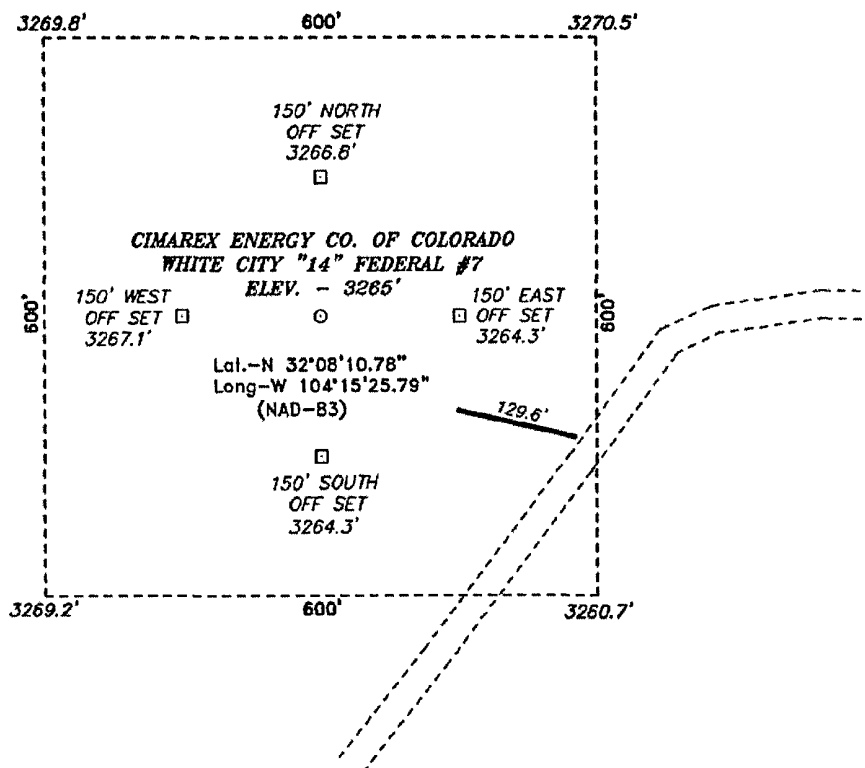 3269.8'
600'
3270.5'
150' NORTH
OFF SET
3266.8'
CIMAREX ENERGY CO. OF COLORADO
WHITE CITY "14" FEDERAL #7
ELEV. - 3265'
600'
150' WEST
OFF SET
3267.1'
150' EAST
OFF SET
3264.3'
600'
Lat.-N 32°08'10.78"
Long-W 104°15'25.79"
(NAD-83)
129.6'
150' SOUTH
OFF SET
3264.3'
3269.2'
600'
3260.7'